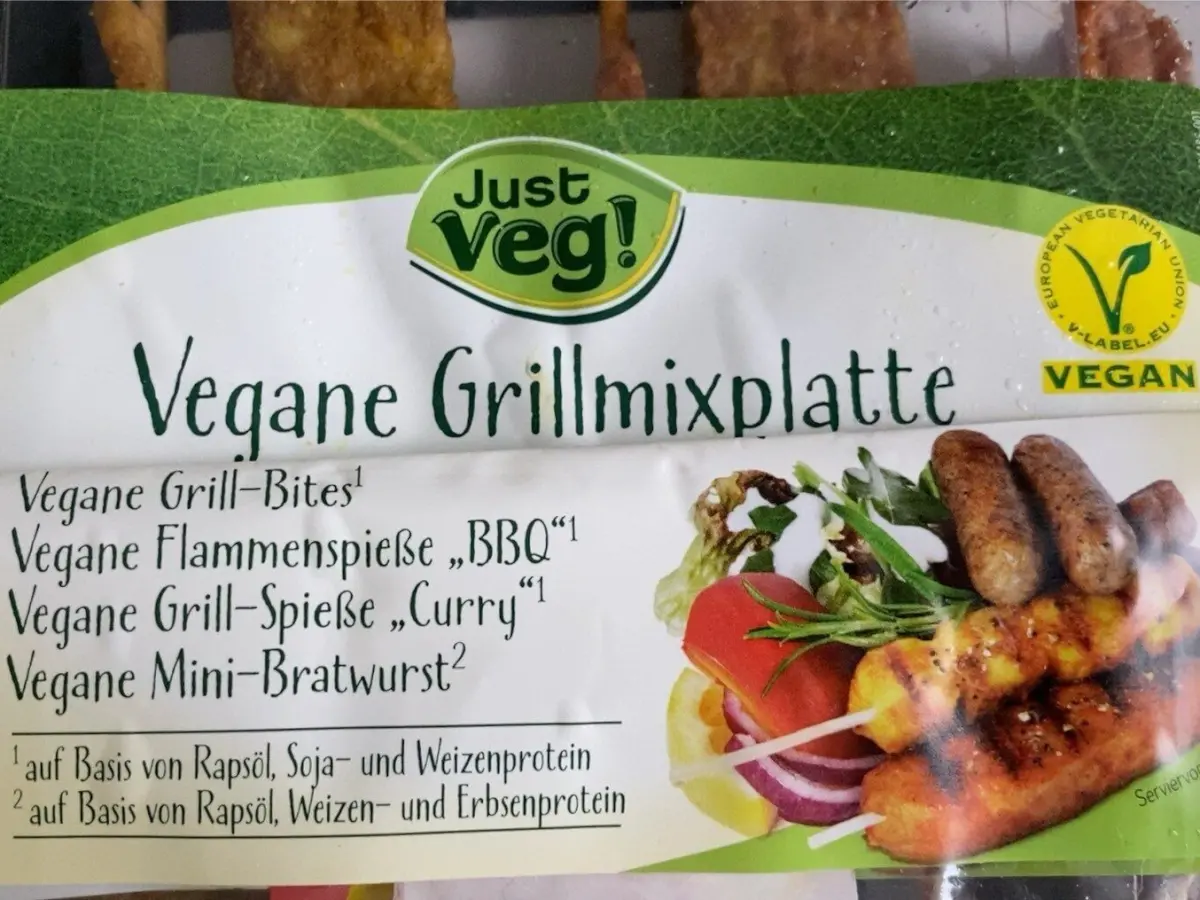 Just
Veg!
EUROPEAN VEGETARIAN UNION
V-LABEL.EU
®
VEGAN
Vegane Grillmixplatte
Vegane Grill-Bites¹
Vegane Flammenspieße „BBQ“¹
Vegane Grill-Spieße „Curry“¹
Vegane Mini-Bratwurst²
¹ auf Basis von Rapsöl, Soja- und Weizenprotein
² auf Basis von Rapsöl, Weizen- und Erbsenprotein